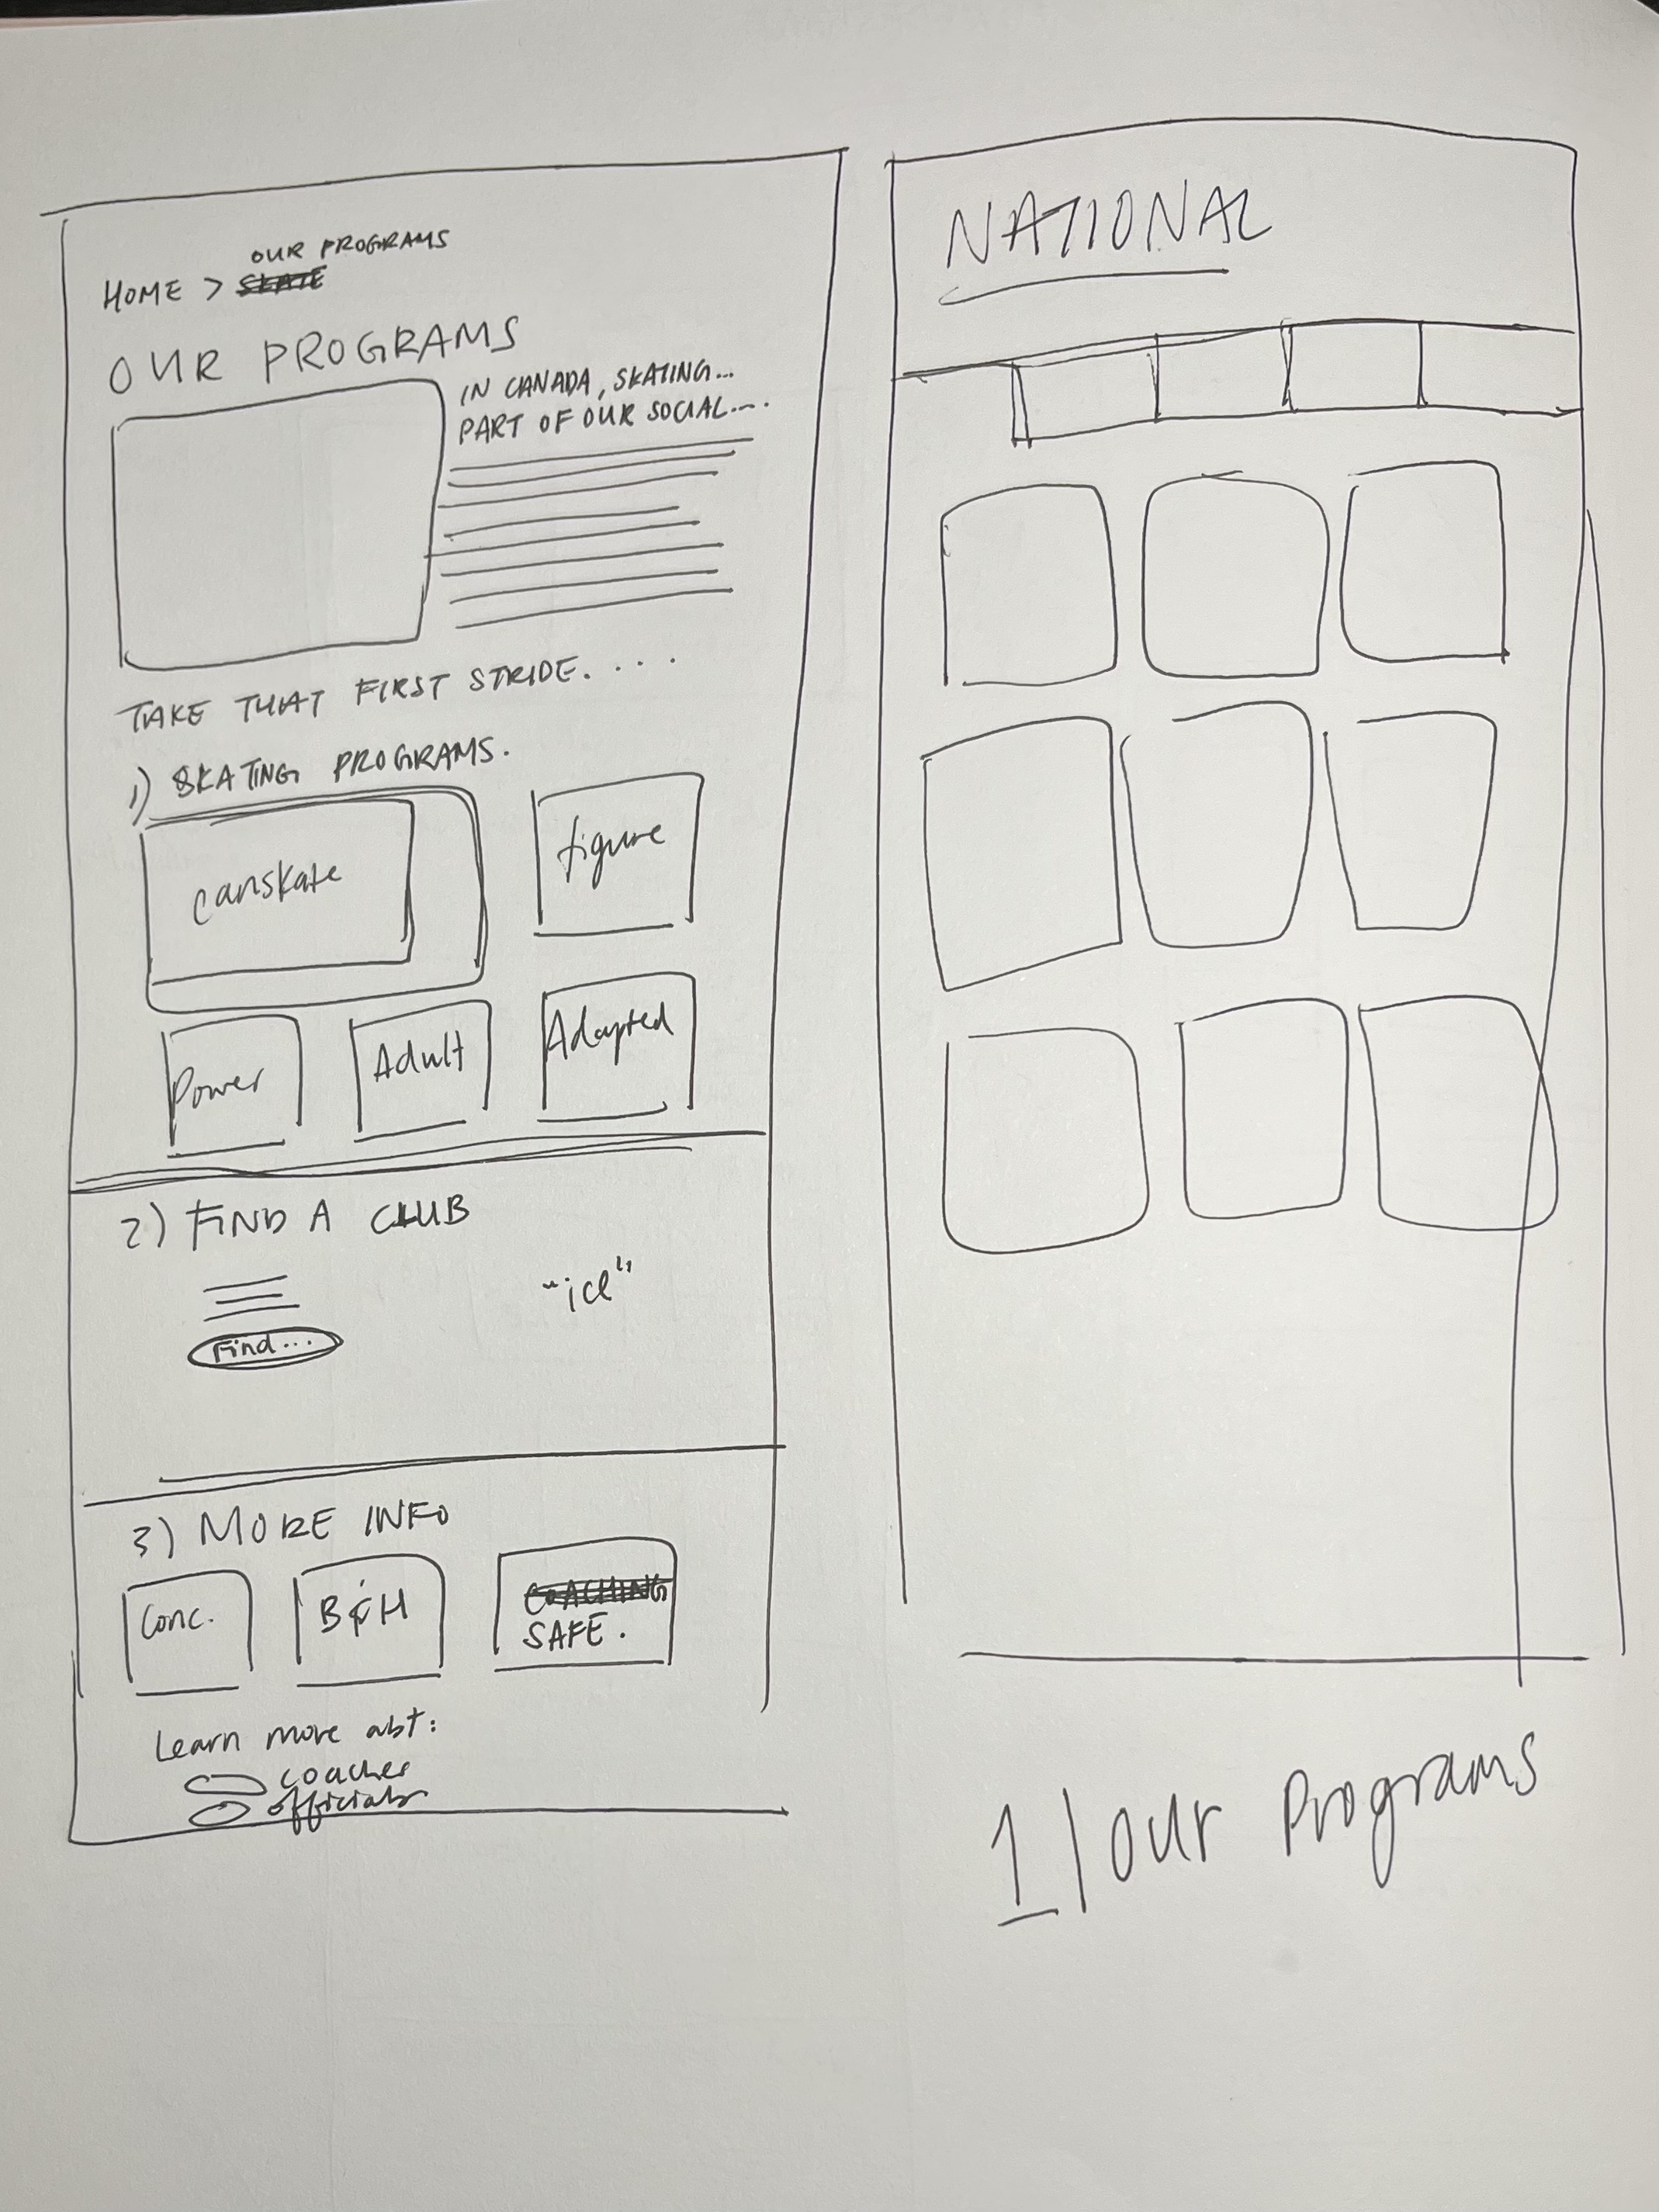 OUR PROGRAMS
HOME > SKATE
OUR PROGRAMS
IN CANADA, SKATING...
PART OF OUR SOCIAL....
TAKE THAT FIRST STRIDE. ...
1) SKATING PROGRAMS.
canskate
figure
Power
Adult
Adapted
2) FIND A CLUB
Find...
"ice"
3) MORE INFO
Conc.
B&H
COACHING
SAFE.
Learn more abt:
coaches
officials
NATIONAL
1 | Our Programs